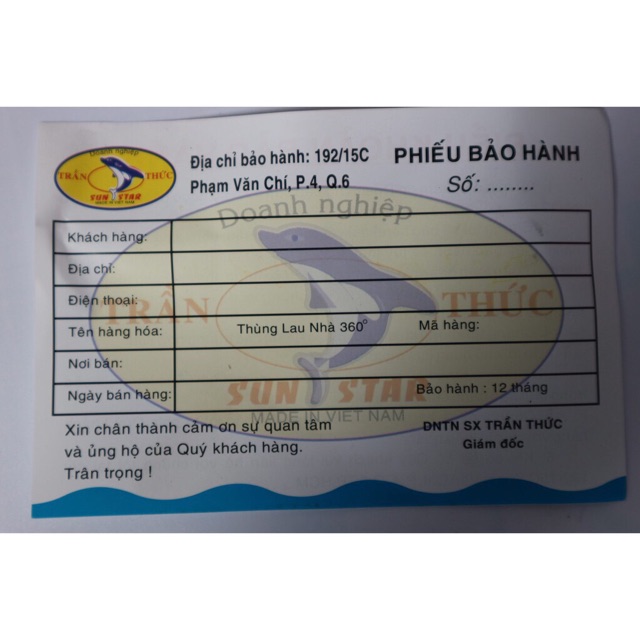 Doanh nghiệp
TRẦN THỨC
SUN STAR
MADE IN VIET NAM
Địa chỉ bảo hành: 192/15C
Phạm Văn Chí, P.4, Q.6
PHIẾU BẢO HÀNH
Số: ........
Doanh nghiệp
Khách hàng:
Địa chỉ:
Điện thoại:
TRẦN THỨC
Tên hàng hóa: Thùng Lau Nhà 360° Mã hàng:
Nơi bán:
SUN STAR
Ngày bán hàng: Bảo hành : 12 tháng
MADE IN VIET NAM
Xin chân thành cảm ơn sự quan tâm
và ủng hộ của Quý khách hàng.
Trân trọng !
DNTN SX TRẦN THỨC
Giám đốc